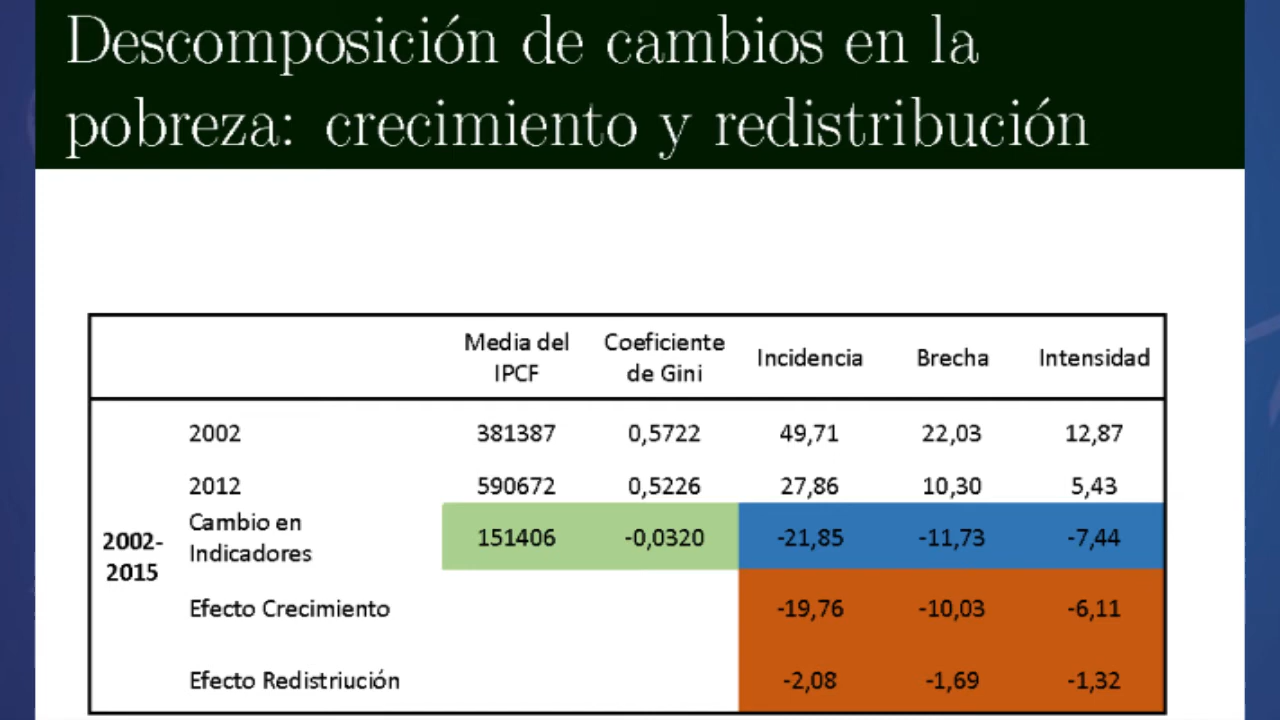 Descomposición de cambios en la
pobreza: crecimiento y redistribución
Media del IPCF Coeficiente de Gini Incidencia Brecha Intensidad
2002-2015
2002 381387 0,5722 49,71 22,03 12,87
2012 590672 0,5226 27,86 10,30 5,43
Cambio en Indicadores 151406 -0,0320 -21,85 -11,73 -7,44
Efecto Crecimiento -19,76 -10,03 -6,11
Efecto Redistriución -2,08 -1,69 -1,32